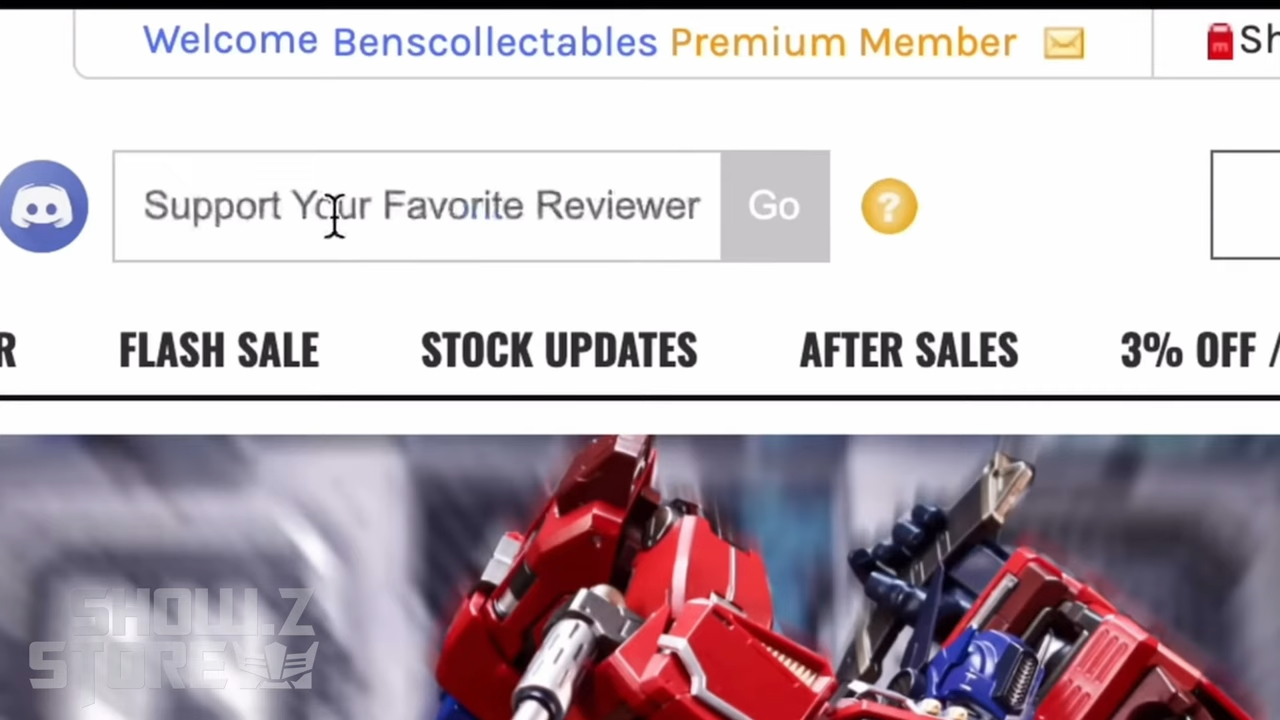 Welcome Benscollectables Premium Member
Sh
Support Your Favorite Reviewer
Go
?
R
FLASH SALE
STOCK UPDATES
AFTER SALES
3% OFF /
SHOW.Z
STORE